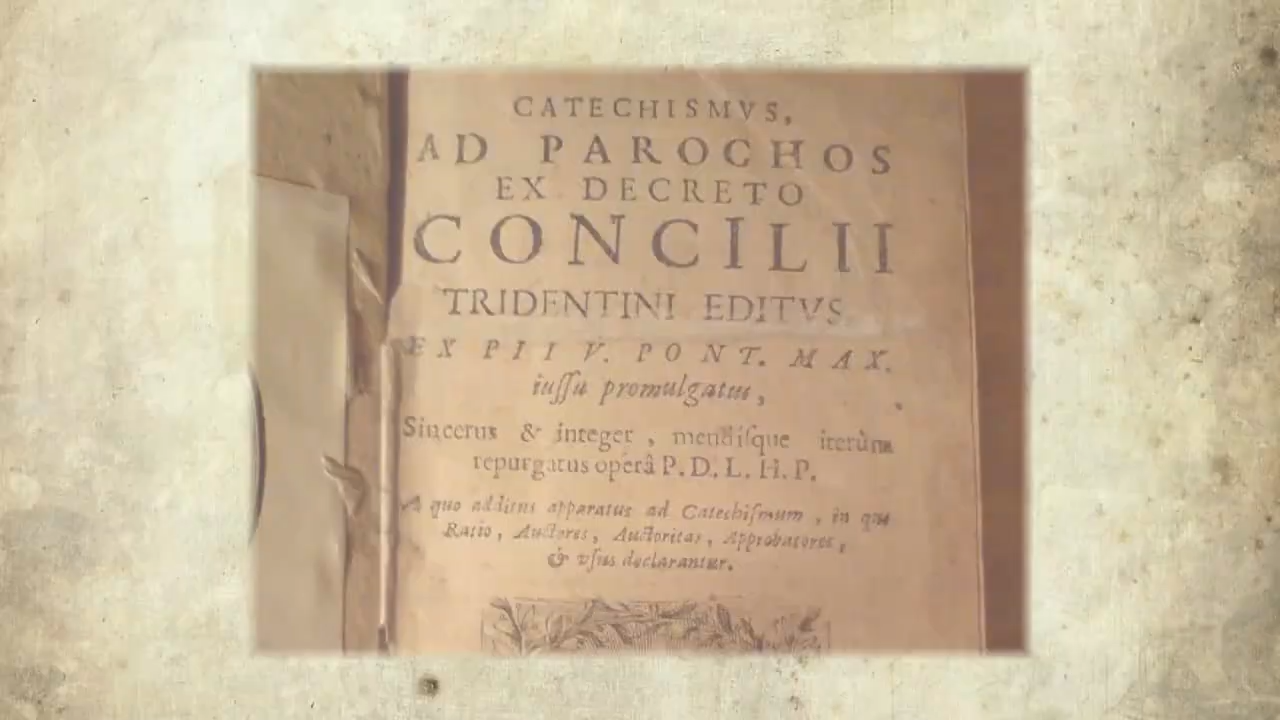 CATECHISMVS,
AD PAROCHOS
EX DECRETO
CONCILII
TRIDENTINI EDITVS
EX PII V. PONT. MAX.
iuſſu promulgatus,
Sincerus & integer, mendiſque iterùm
repurgatus operâ P. D. L. H. P.
A quo additus apparatus ad Catechiſmum, in quo
Ratio, Auctores, Auctoritas, Approbatores,
& vſus declarantur.